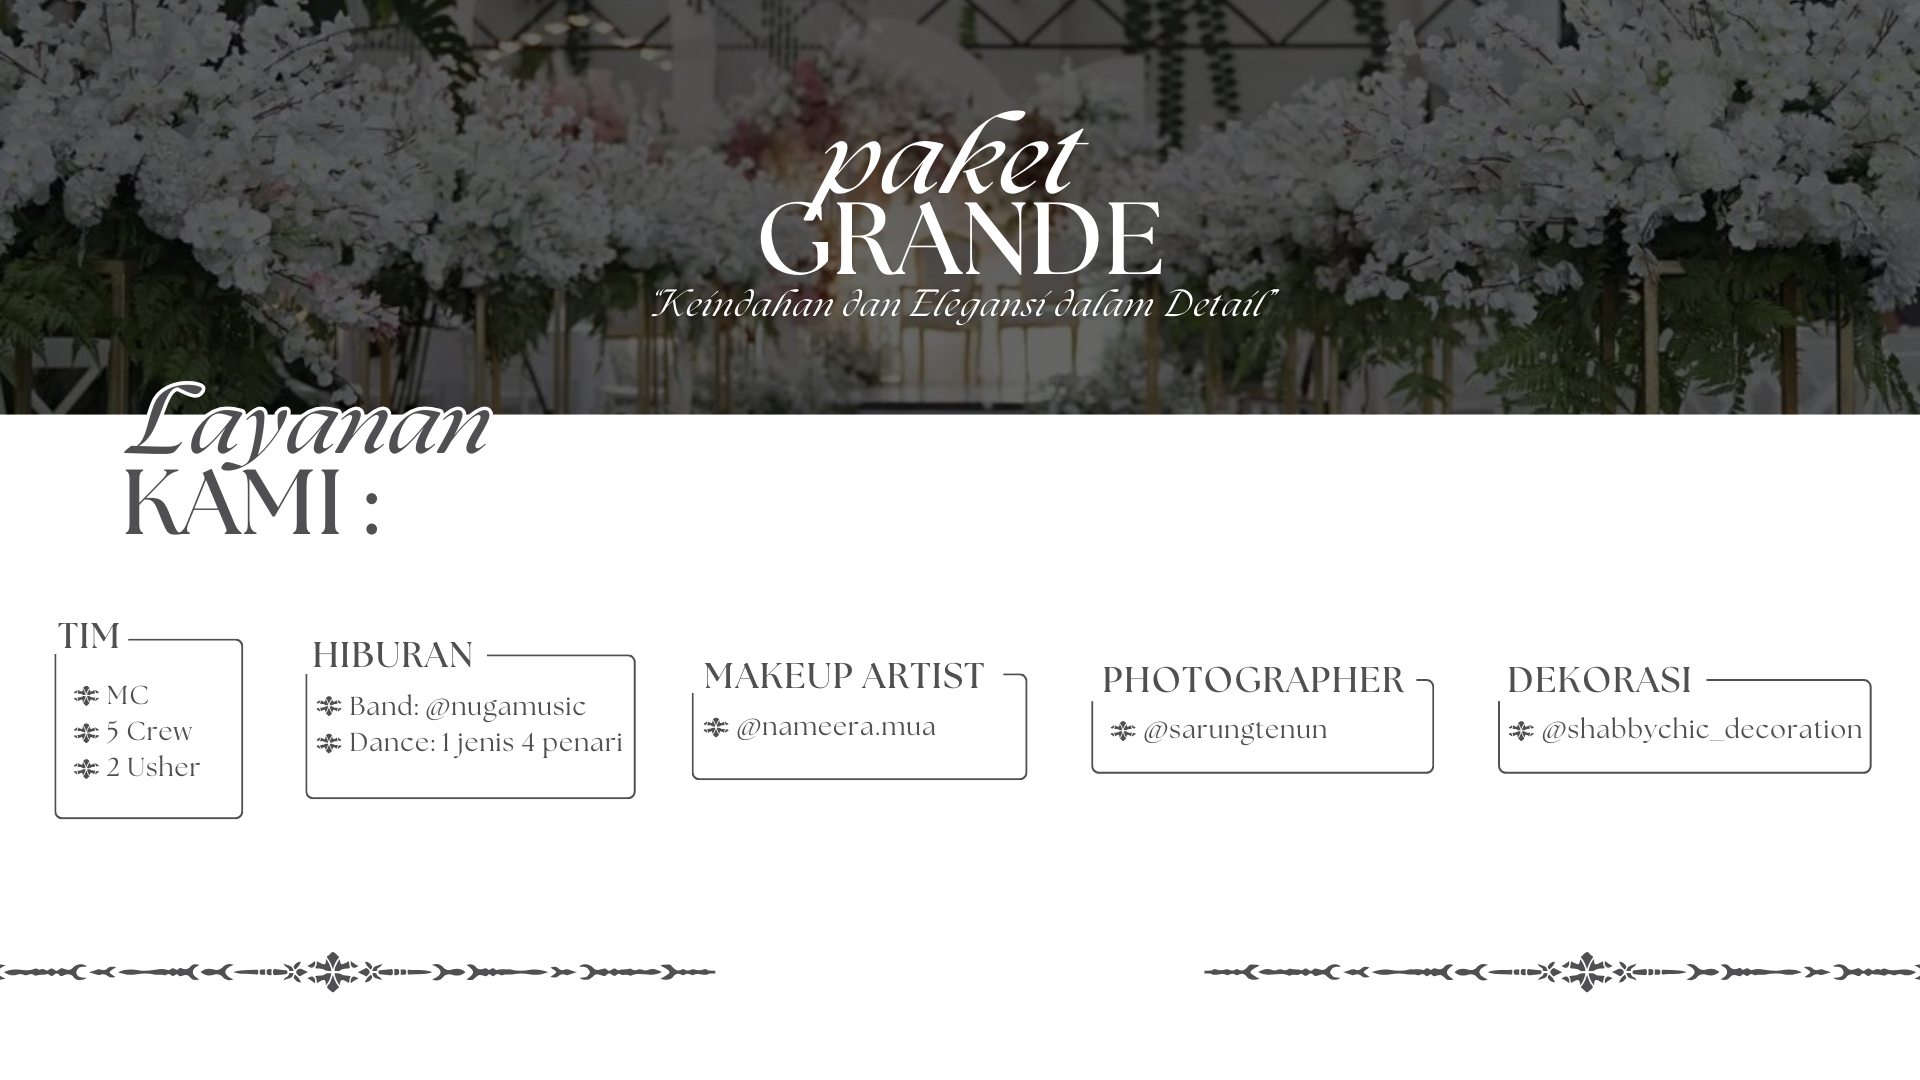 paket
GRANDE
“Keindahan dan Elegansi dalam Detail”
Layanan
KAMI :
TIM
MC
5 Crew
2 Usher
HIBURAN
Band: @nugamusic
Dance: 1 jenis 4 penari
MAKEUP ARTIST
@nameera.mua
PHOTOGRAPHER
@sarungtenun
DEKORASI
@shabbychic_decoration